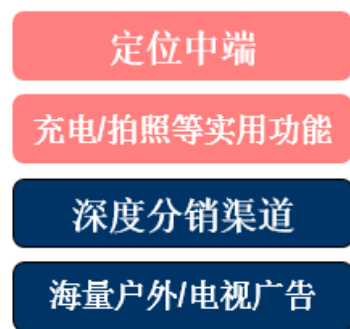 定位中端
充电/拍照等实用功能
深度分销渠道
海量户外/电视广告